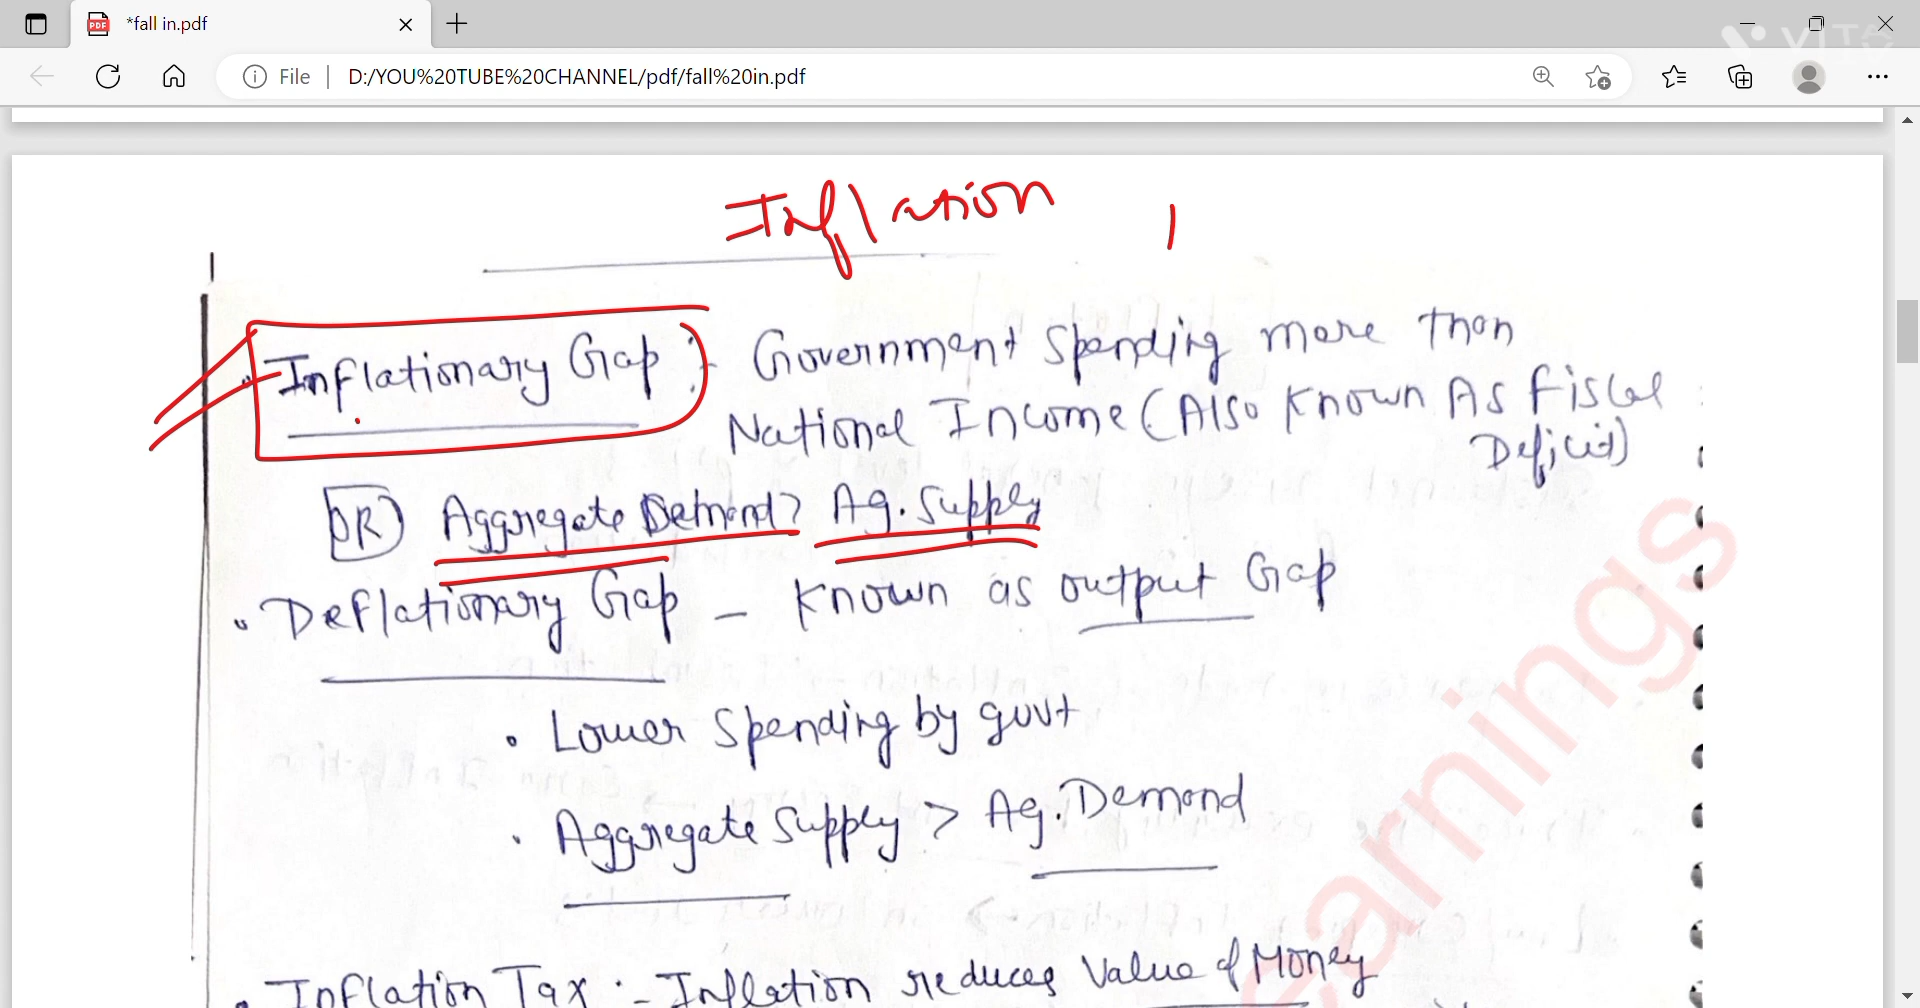 *fall in.pdf
File | D:/YOU%20TUBE%20CHANNEL/pdf/fall%20in.pdf
Inflation
Inflationary Gap :- Government Spending more than
National Income (Also known As Fiscal
Deficit)
OR Aggregate Demand > Ag. Supply
Deflationary Gap - Known as output Gap
Lower Spending by govt
Aggregate Supply > Ag. Demand
Inflation Tax :- Inflation reduces Value of Money
earnings